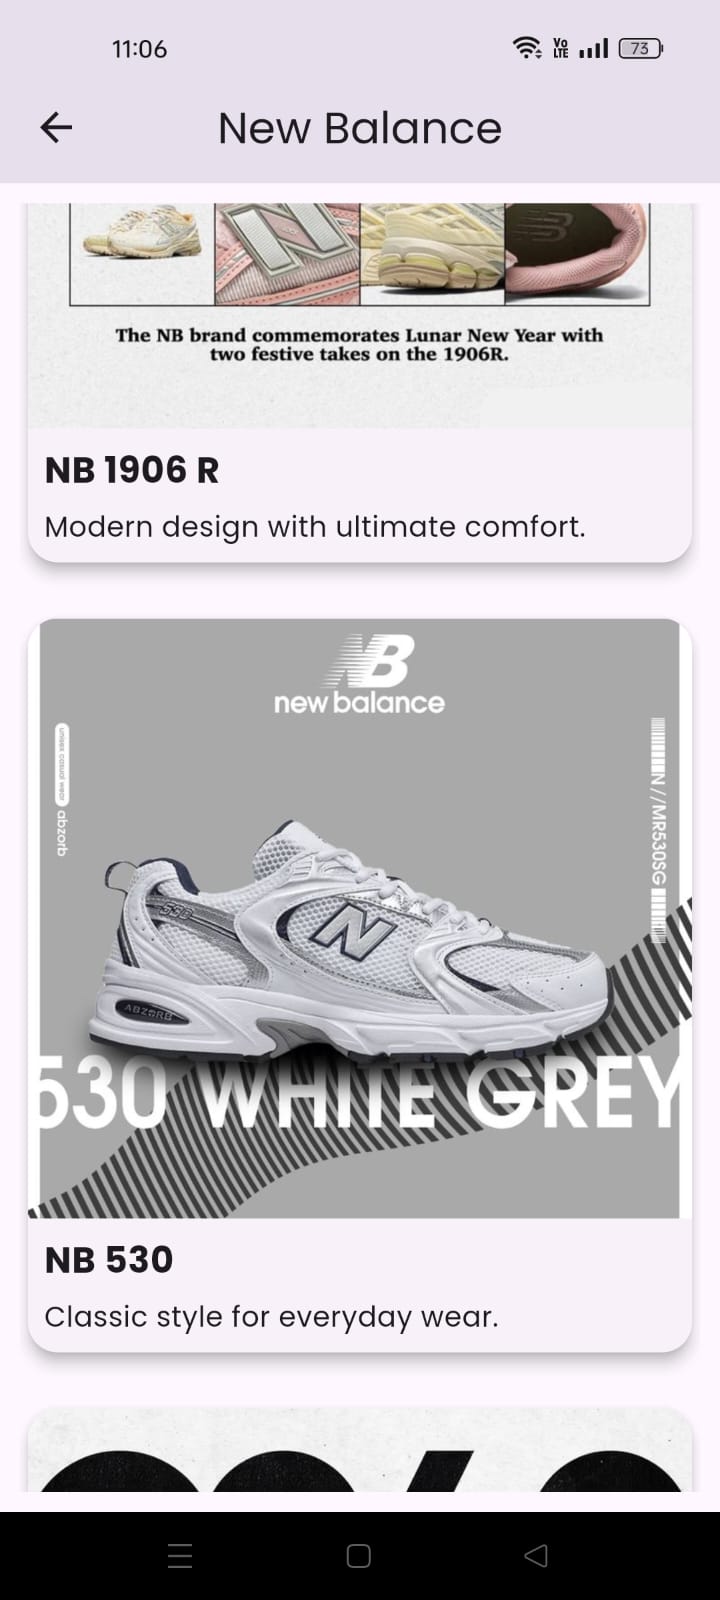 11:06
Vo
LTE
73
New Balance
N
The NB brand commemorates Lunar New Year with
two festive takes on the 1906R.
NB 1906 R
Modern design with ultimate comfort.
NB
new balance
unisex casual wear
abzorb
N//MR530SG
530
N
ABZORB
530 WHITE GREY
NB 530
Classic style for everyday wear.